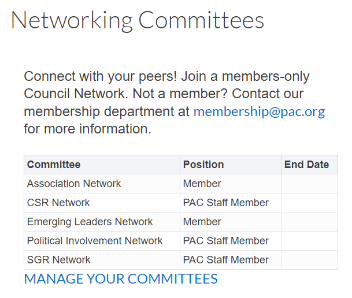 Networking Committees
Connect with your peers! Join a members-only
Council Network. Not a member? Contact our
membership department at membership@pac.org
for more information.
Committee Position End Date
Association Network Member
CSR Network PAC Staff Member
Emerging Leaders Network Member
Political Involvement Network PAC Staff Member
SGR Network PAC Staff Member
MANAGE YOUR COMMITTEES